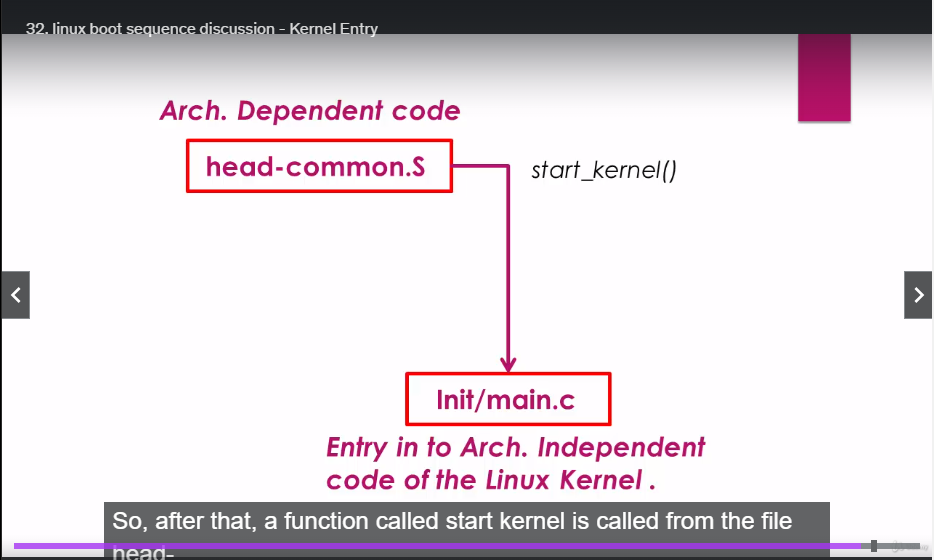 32. linux boot sequence discussion - Kernel Entry
Arch. Dependent code
head-common.S
start_kernel()
Init/main.c
Entry in to Arch. Independent
code of the Linux Kernel .
So, after that, a function called start kernel is called from the file
head-